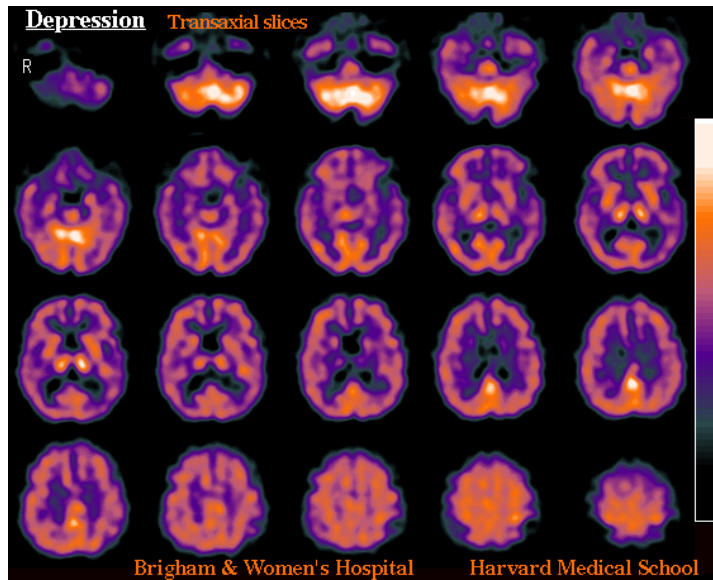 Depression Transaxial slices
R
Brigham & Women's Hospital Harvard Medical School